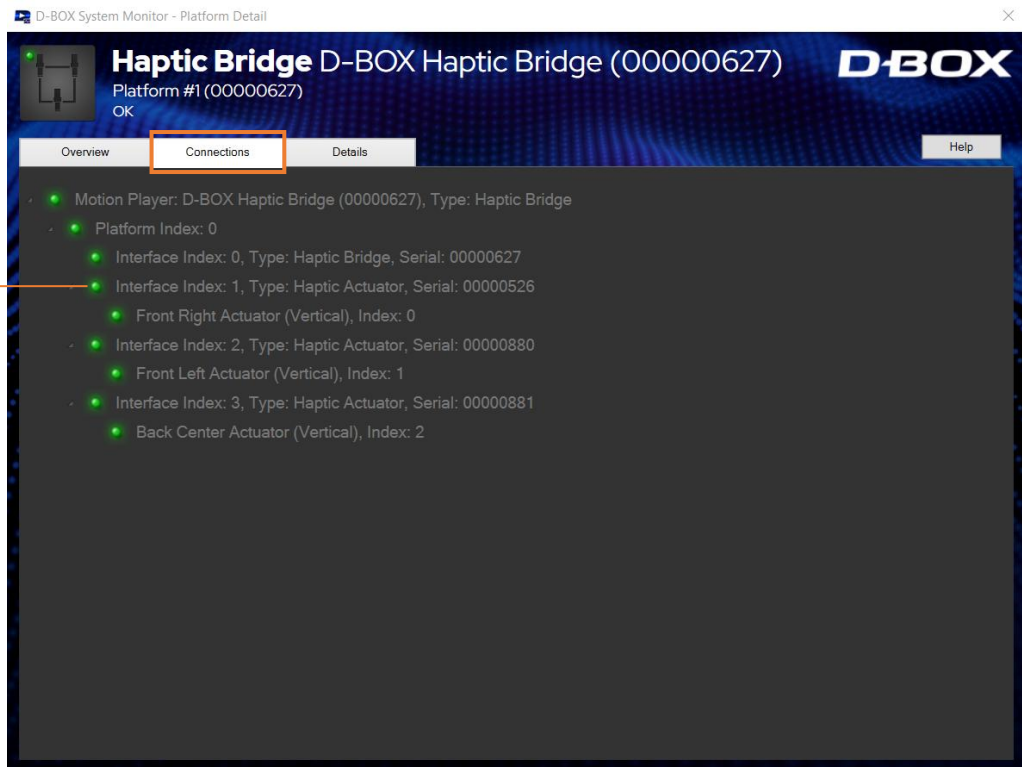 D-BOX System Monitor - Platform Detail
Haptic Bridge D-BOX Haptic Bridge (00000627)
D-BOX
Platform #1 (00000627)
OK
Overview
Connections
Details
Help
Motion Player: D-BOX Haptic Bridge (00000627), Type: Haptic Bridge
Platform Index: 0
Interface Index: 0, Type: Haptic Bridge, Serial: 00000627
Interface Index: 1, Type: Haptic Actuator, Serial: 00000526
Front Right Actuator (Vertical), Index: 0
Interface Index: 2, Type: Haptic Actuator, Serial: 00000880
Front Left Actuator (Vertical), Index: 1
Interface Index: 3, Type: Haptic Actuator, Serial: 00000881
Back Center Actuator (Vertical), Index: 2